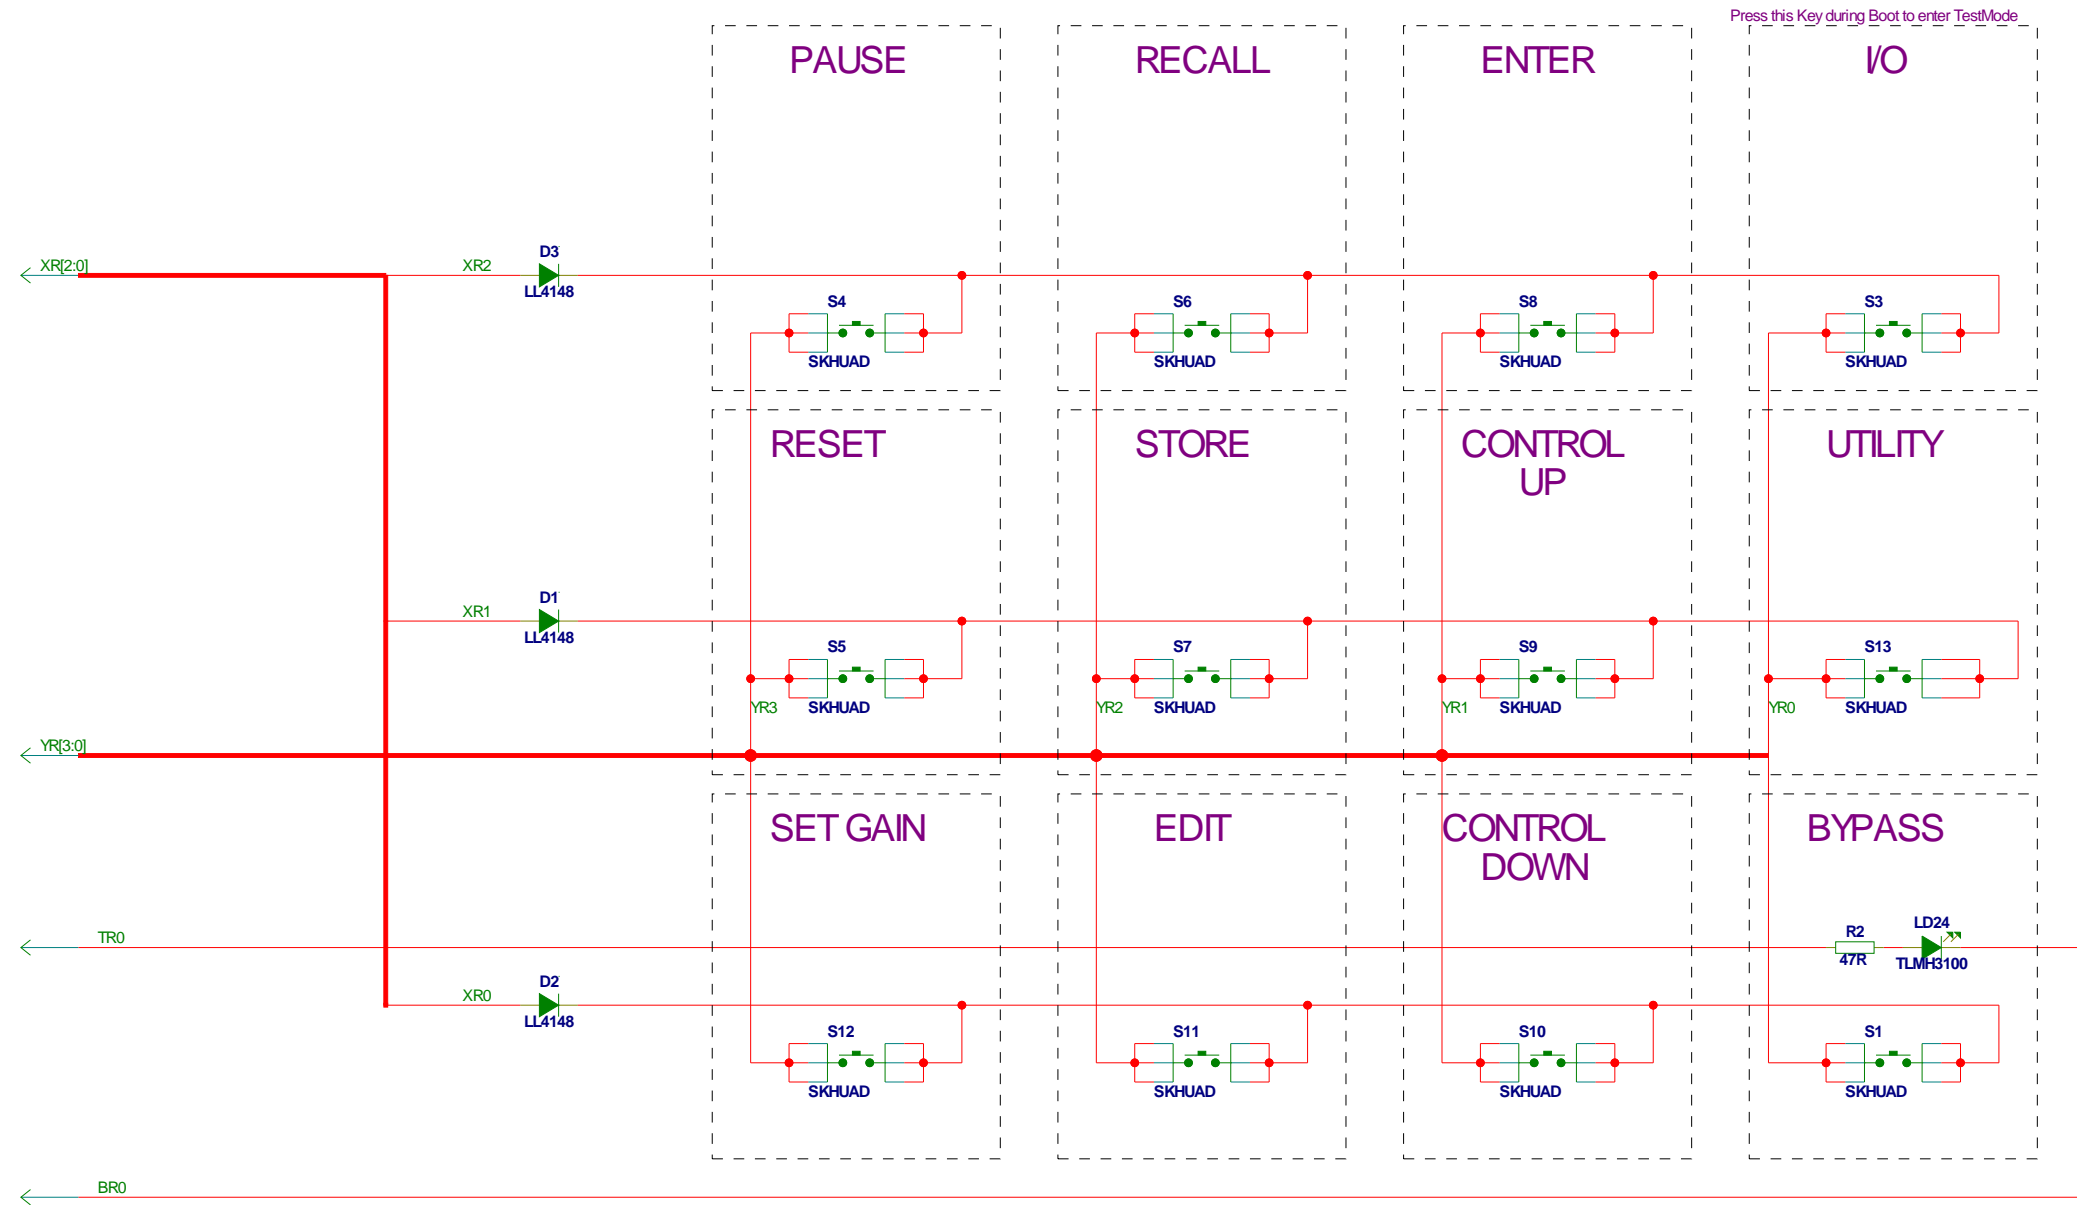 Press this Key during Boot to enter TestMode
PAUSE
RECALL
ENTER
I/O
XR[2:0]
XR2
D3
LL4148
S4
SKHUAD
S6
SKHUAD
S8
SKHUAD
S3
SKHUAD
RESET
STORE
CONTROL
UP
UTILITY
XR1
D1
LL4148
S5
SKHUAD
S7
SKHUAD
S9
SKHUAD
S13
SKHUAD
YR3
YR2
YR1
YR0
YR[3:0]
SET GAIN
EDIT
CONTROL
DOWN
BYPASS
TR0
R2
47R
LD24
TLMH3100
XR0
D2
LL4148
S12
SKHUAD
S11
SKHUAD
S10
SKHUAD
S1
SKHUAD
BR0